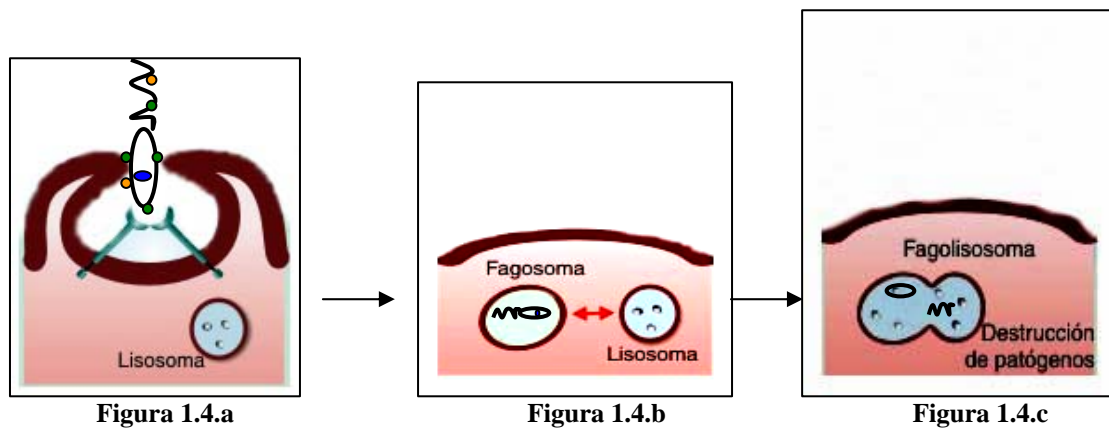 Lisosoma
Figura 1.4.a
Fagosoma
Lisosoma
Figura 1.4.b
Fagolisosoma
Destrucción
de patógenos
Figura 1.4.c